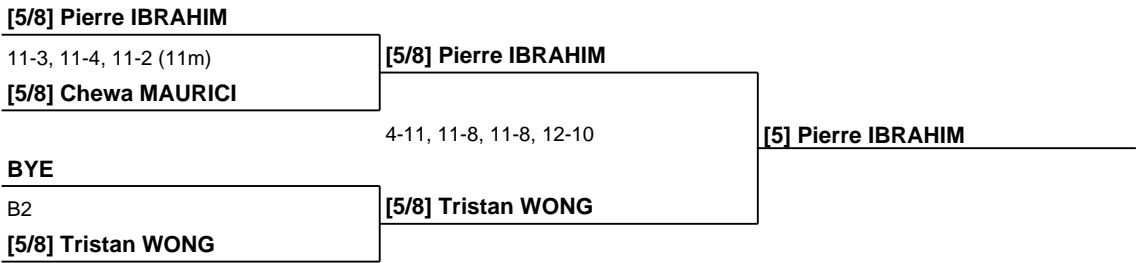 [5/8] Pierre IBRAHIM
11-3, 11-4, 11-2 (11m)
[5/8] Pierre IBRAHIM
[5/8] Chewa MAURICI
4-11, 11-8, 11-8, 12-10
[5] Pierre IBRAHIM
BYE
B2
[5/8] Tristan WONG
[5/8] Tristan WONG